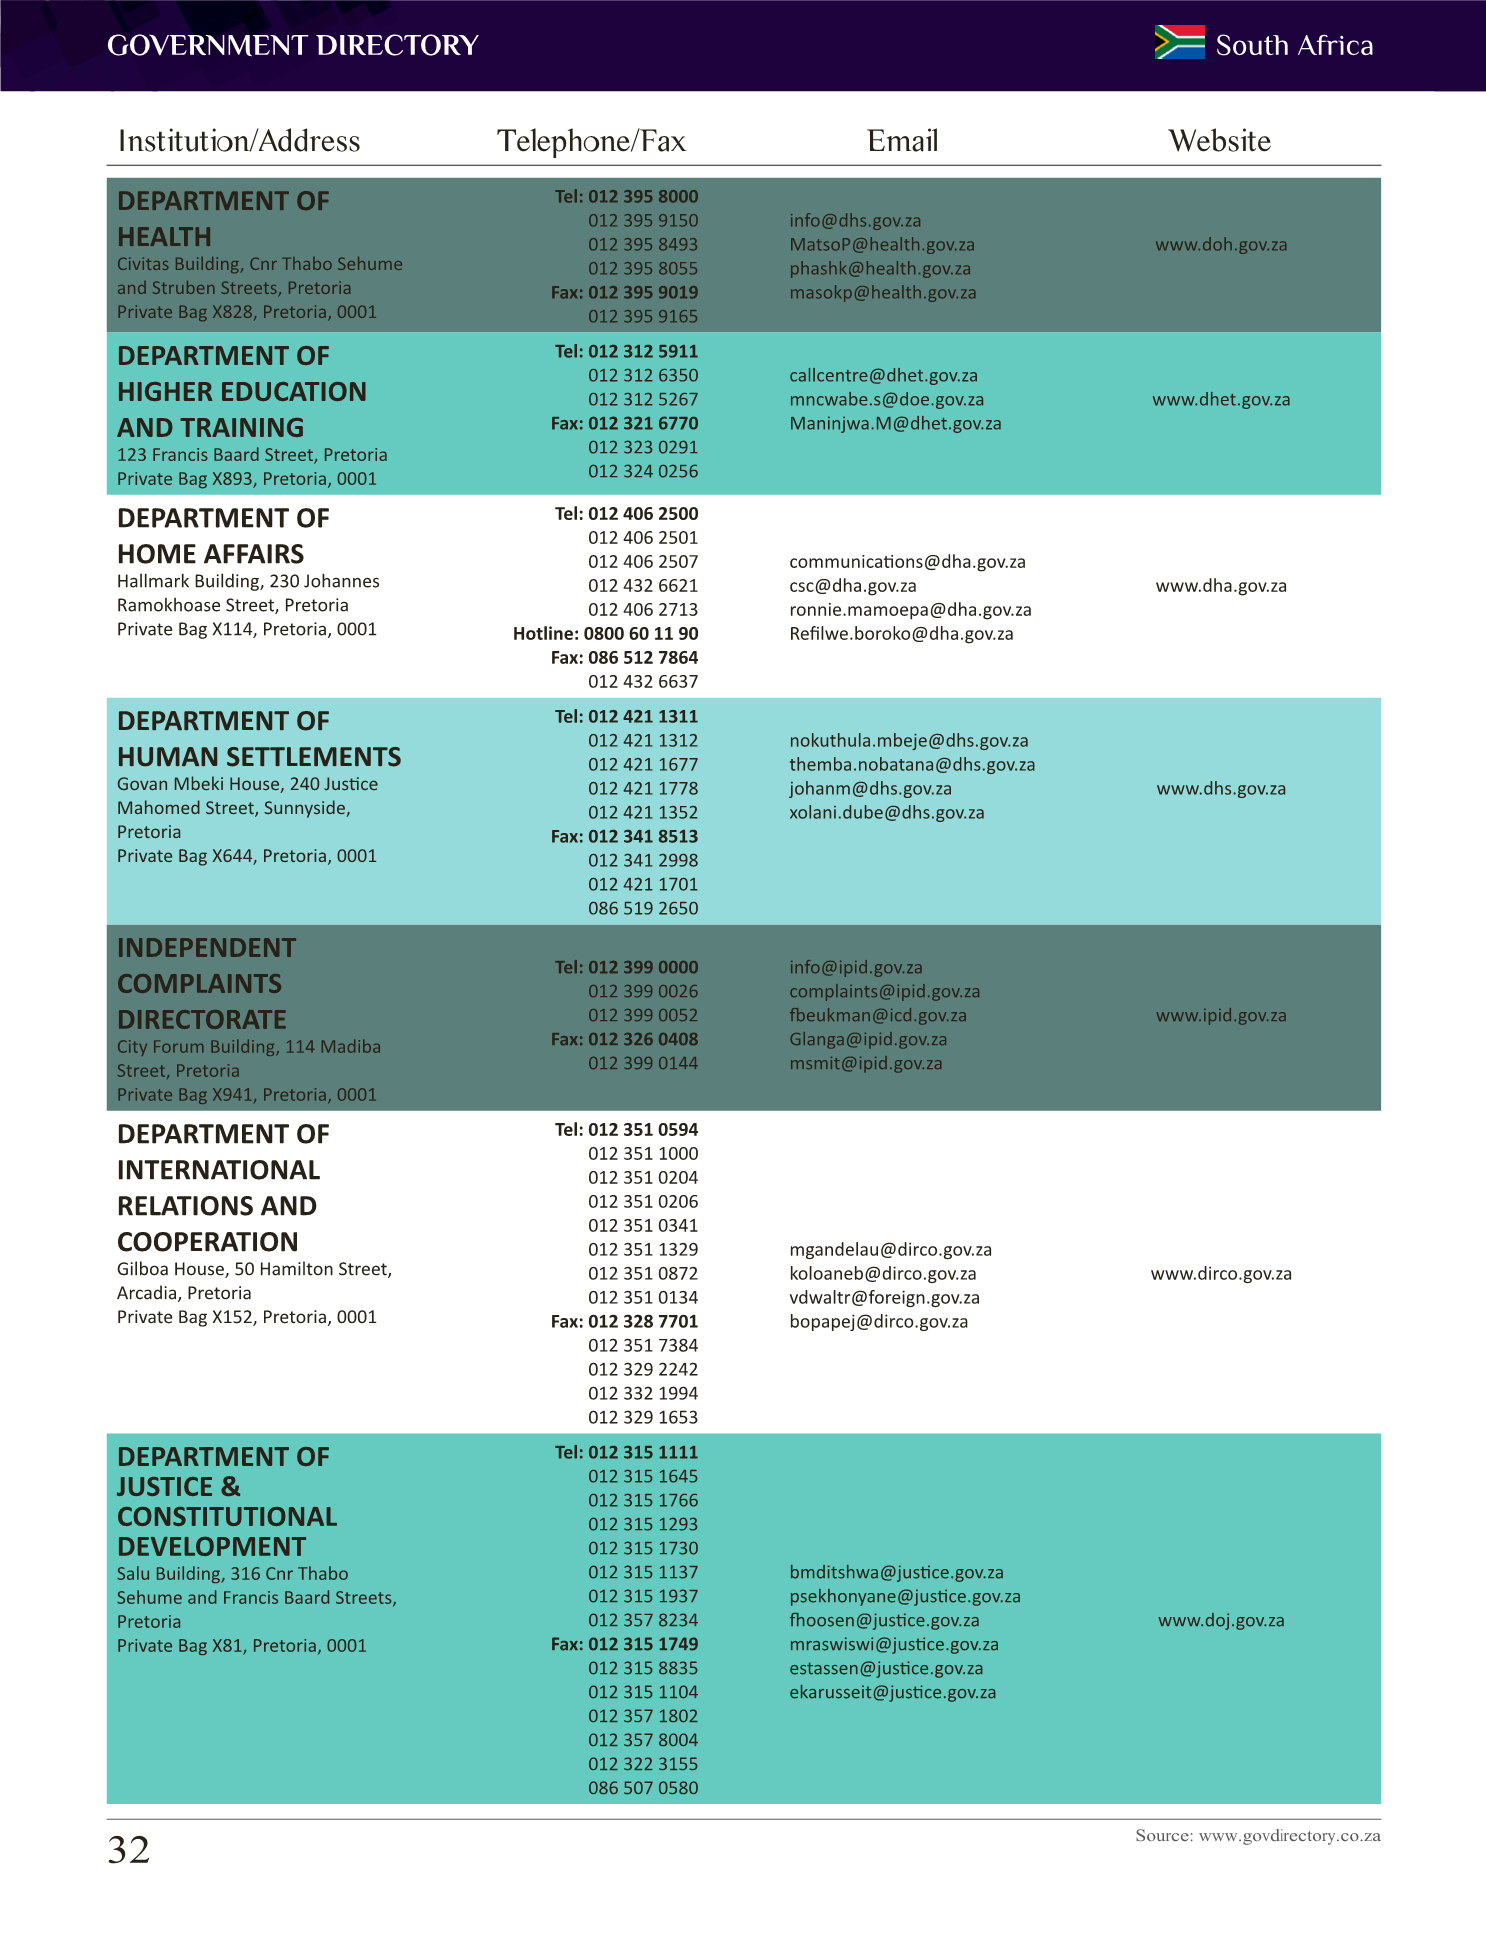 GOVERNMENT DIRECTORY
South Africa
Institution/Address Telephone/Fax Email Website
DEPARTMENT OF
HEALTH
Civitas Building, Cnr Thabo Sehume
and Struben Streets, Pretoria
Private Bag X828, Pretoria, 0001
Tel: 012 395 8000
012 395 9150
012 395 8493
012 395 8055
Fax: 012 395 9019
012 395 9165
info@dhs.gov.za
MatsoP@health.gov.za
phashk@health.gov.za
masokp@health.gov.za
www.doh.gov.za
DEPARTMENT OF
HIGHER EDUCATION
AND TRAINING
123 Francis Baard Street, Pretoria
Private Bag X893, Pretoria, 0001
Tel: 012 312 5911
012 312 6350
012 312 5267
Fax: 012 321 6770
012 323 0291
012 324 0256
callcentre@dhet.gov.za
mncwabe.s@doe.gov.za
Maninjwa.M@dhet.gov.za
www.dhet.gov.za
DEPARTMENT OF
HOME AFFAIRS
Hallmark Building, 230 Johannes
Ramokhoase Street, Pretoria
Private Bag X114, Pretoria, 0001
Tel: 012 406 2500
012 406 2501
012 406 2507
012 432 6621
012 406 2713
Hotline: 0800 60 11 90
Fax: 086 512 7864
012 432 6637
communications@dha.gov.za
csc@dha.gov.za
ronnie.mamoepa@dha.gov.za
Refilwe.boroko@dha.gov.za
www.dha.gov.za
DEPARTMENT OF
HUMAN SETTLEMENTS
Govan Mbeki House, 240 Justice
Mahomed Street, Sunnyside,
Pretoria
Private Bag X644, Pretoria, 0001
Tel: 012 421 1311
012 421 1312
012 421 1677
012 421 1778
012 421 1352
Fax: 012 341 8513
012 341 2998
012 421 1701
086 519 2650
nokuthula.mbeje@dhs.gov.za
themba.nobatana@dhs.gov.za
johanm@dhs.gov.za
xolani.dube@dhs.gov.za
www.dhs.gov.za
INDEPENDENT
COMPLAINTS
DIRECTORATE
City Forum Building, 114 Madiba
Street, Pretoria
Private Bag X941, Pretoria, 0001
Tel: 012 399 0000
012 399 0026
012 399 0052
Fax: 012 326 0408
012 399 0144
info@ipid.gov.za
complaints@ipid.gov.za
fbeukman@icd.gov.za
Glanga@ipid.gov.za
msmit@ipid.gov.za
www.ipid.gov.za
DEPARTMENT OF
INTERNATIONAL
RELATIONS AND
COOPERATION
Gilboa House, 50 Hamilton Street,
Arcadia, Pretoria
Private Bag X152, Pretoria, 0001
Tel: 012 351 0594
012 351 1000
012 351 0204
012 351 0206
012 351 0341
012 351 1329
012 351 0872
012 351 0134
Fax: 012 328 7701
012 351 7384
012 329 2242
012 332 1994
012 329 1653
mgandelau@dirco.gov.za
koloaneb@dirco.gov.za
vdwaltr@foreign.gov.za
bopapej@dirco.gov.za
www.dirco.gov.za
DEPARTMENT OF
JUSTICE &
CONSTITUTIONAL
DEVELOPMENT
Salu Building, 316 Cnr Thabo
Sehume and Francis Baard Streets,
Pretoria
Private Bag X81, Pretoria, 0001
Tel: 012 315 1111
012 315 1645
012 315 1766
012 315 1293
012 315 1730
012 315 1137
012 315 1937
012 357 8234
Fax: 012 315 1749
012 315 8835
012 315 1104
012 357 1802
012 357 8004
012 322 3155
086 507 0580
bmditshwa@justice.gov.za
psekhonyane@justice.gov.za
fhoosen@justice.gov.za
mraswiswi@justice.gov.za
estassen@justice.gov.za
ekarusseit@justice.gov.za
www.doj.gov.za
32
Source: www.govdirectory.co.za